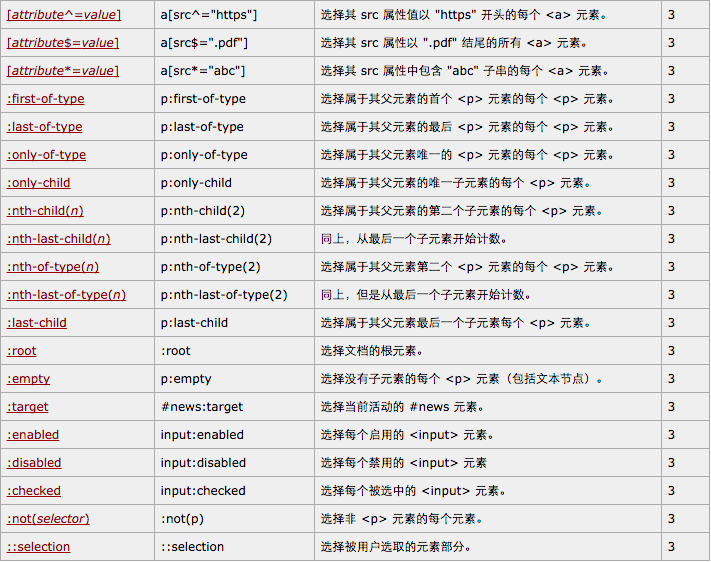 [attribute^=value] a[src^="https"] 选择其 src 属性值以 "https" 开头的每个 <a> 元素。 3
[attribute$=value] a[src$=".pdf"] 选择其 src 属性以 ".pdf" 结尾的所有 <a> 元素。 3
[attribute*=value] a[src*="abc"] 选择其 src 属性中包含 "abc" 子串的每个 <a> 元素。 3
:first-of-type p:first-of-type 选择属于其父元素的首个 <p> 元素的每个 <p> 元素。 3
:last-of-type p:last-of-type 选择属于其父元素的最后 <p> 元素的每个 <p> 元素。 3
:only-of-type p:only-of-type 选择属于其父元素唯一的 <p> 元素的每个 <p> 元素。 3
:only-child p:only-child 选择属于其父元素的唯一子元素的每个 <p> 元素。 3
:nth-child(n) p:nth-child(2) 选择属于其父元素的第二个子元素的每个 <p> 元素。 3
:nth-last-child(n) p:nth-last-child(2) 同上，从最后一个子元素开始计数。 3
:nth-of-type(n) p:nth-of-type(2) 选择属于其父元素第二个 <p> 元素的每个 <p> 元素。 3
:nth-last-of-type(n) p:nth-last-of-type(2) 同上，但是从最后一个子元素开始计数。 3
:last-child p:last-child 选择属于其父元素最后一个子元素每个 <p> 元素。 3
:root :root 选择文档的根元素。 3
:empty p:empty 选择没有子元素的每个 <p> 元素（包括文本节点）。 3
:target #news:target 选择当前活动的 #news 元素。 3
:enabled input:enabled 选择每个启用的 <input> 元素。 3
:disabled input:disabled 选择每个禁用的 <input> 元素 3
:checked input:checked 选择每个被选中的 <input> 元素。 3
:not(selector) :not(p) 选择非 <p> 元素的每个元素。 3
::selection ::selection 选择被用户选取的元素部分。 3